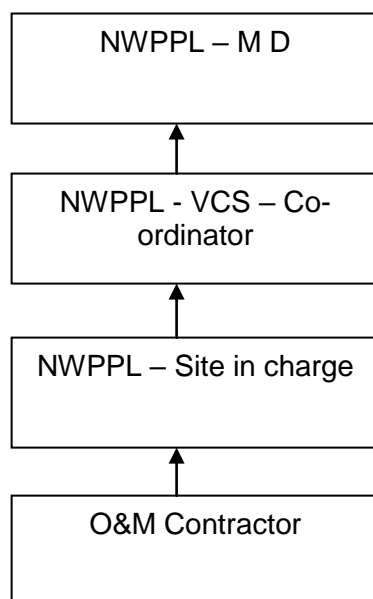 NWPPL – M D
NWPPL - VCS – Co-
ordinator
NWPPL – Site in charge
O&M Contractor